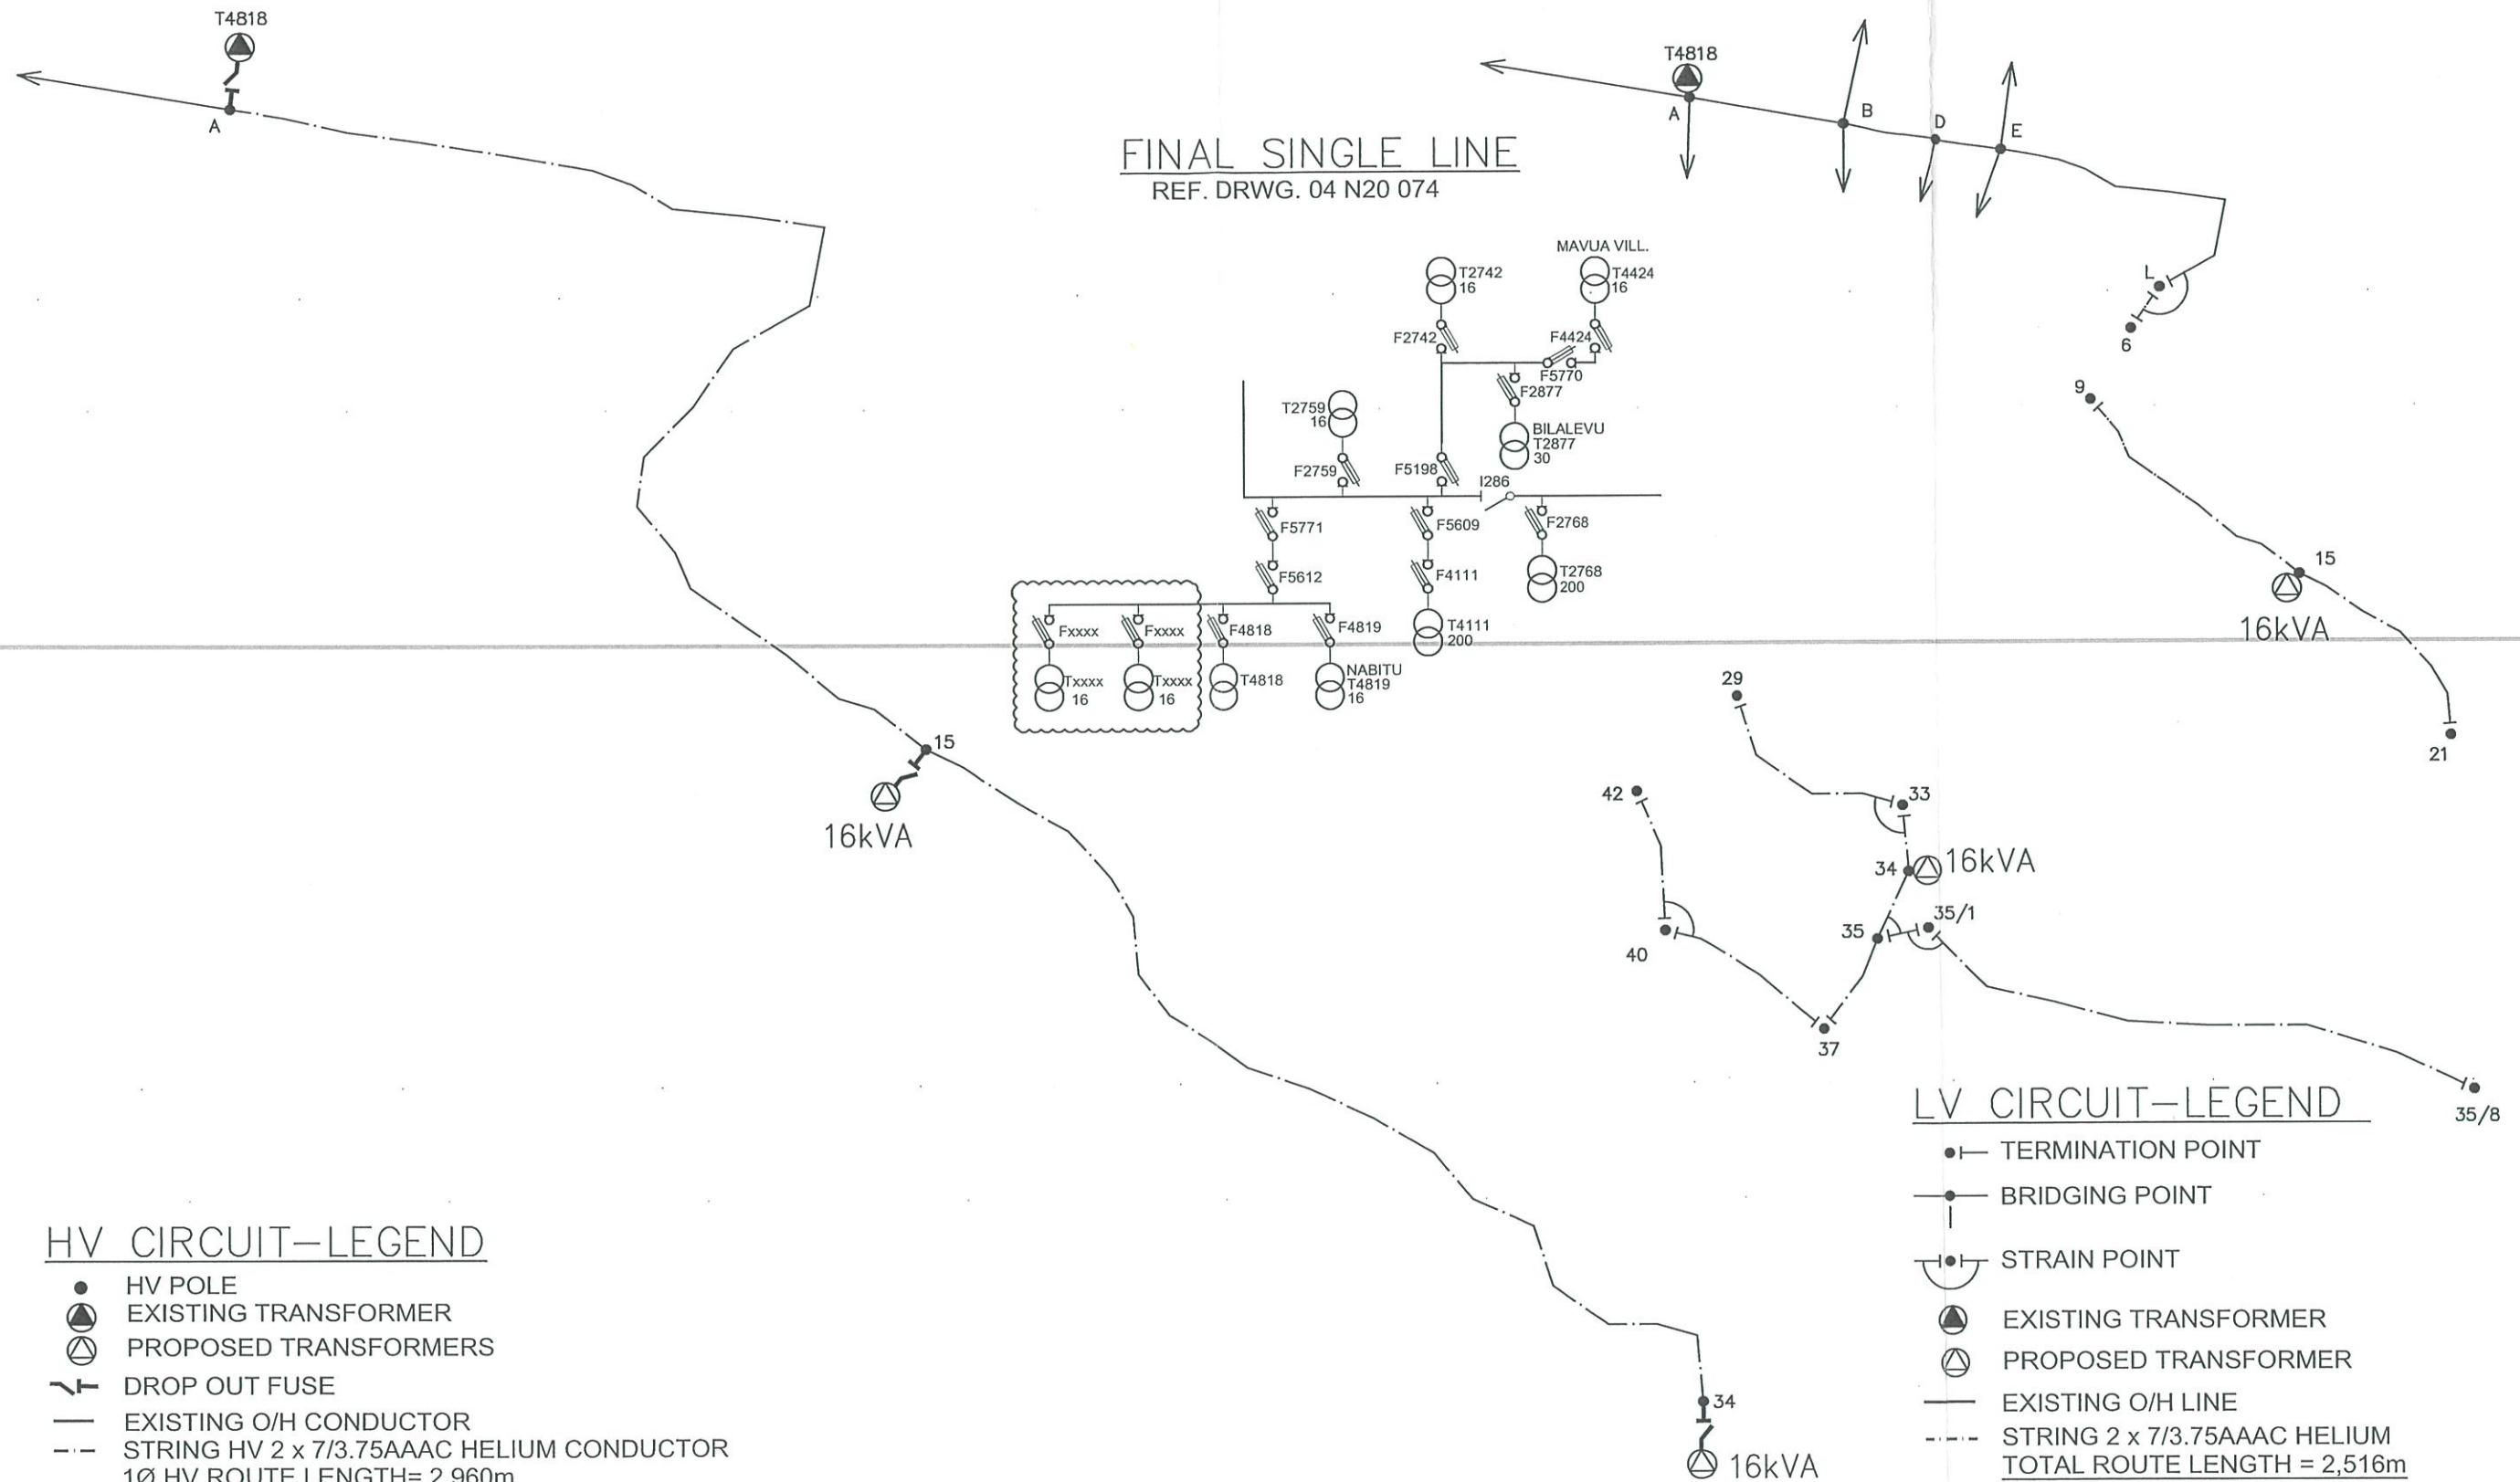 T4818
A
T4818
A
B
D
E
FINAL SINGLE LINE
REF. DRWG. 04 N20 074
L
6
MAVUA VILL.
T2742
16
T4424
16
F2742
F4424
F5770
F2877
T2759
16
BILALEVU
T2877
30
F2759
F5198
I286
F5771
F5609
F2768
F5612
F4111
T2768
200
Fxxxx
Fxxxx
F4818
F4819
T4111
200
Txxxx
16
Txxxx
16
T4818
NABITU
T4819
16
9
15
16kVA
21
15
16kVA
29
33
42
34
16kVA
35/1
35
40
37
35/8
34
16kVA
HV CIRCUIT-LEGEND
HV POLE
EXISTING TRANSFORMER
PROPOSED TRANSFORMERS
DROP OUT FUSE
EXISTING O/H CONDUCTOR
STRING HV 2 x 7/3.75AAAC HELIUM CONDUCTOR
1Ø HV ROUTE LENGTH= 2,960m
LV CIRCUIT-LEGEND
TERMINATION POINT
BRIDGING POINT
STRAIN POINT
EXISTING TRANSFORMER
PROPOSED TRANSFORMER
EXISTING O/H LINE
STRING 2 x 7/3.75AAAC HELIUM
TOTAL ROUTE LENGTH = 2,516m